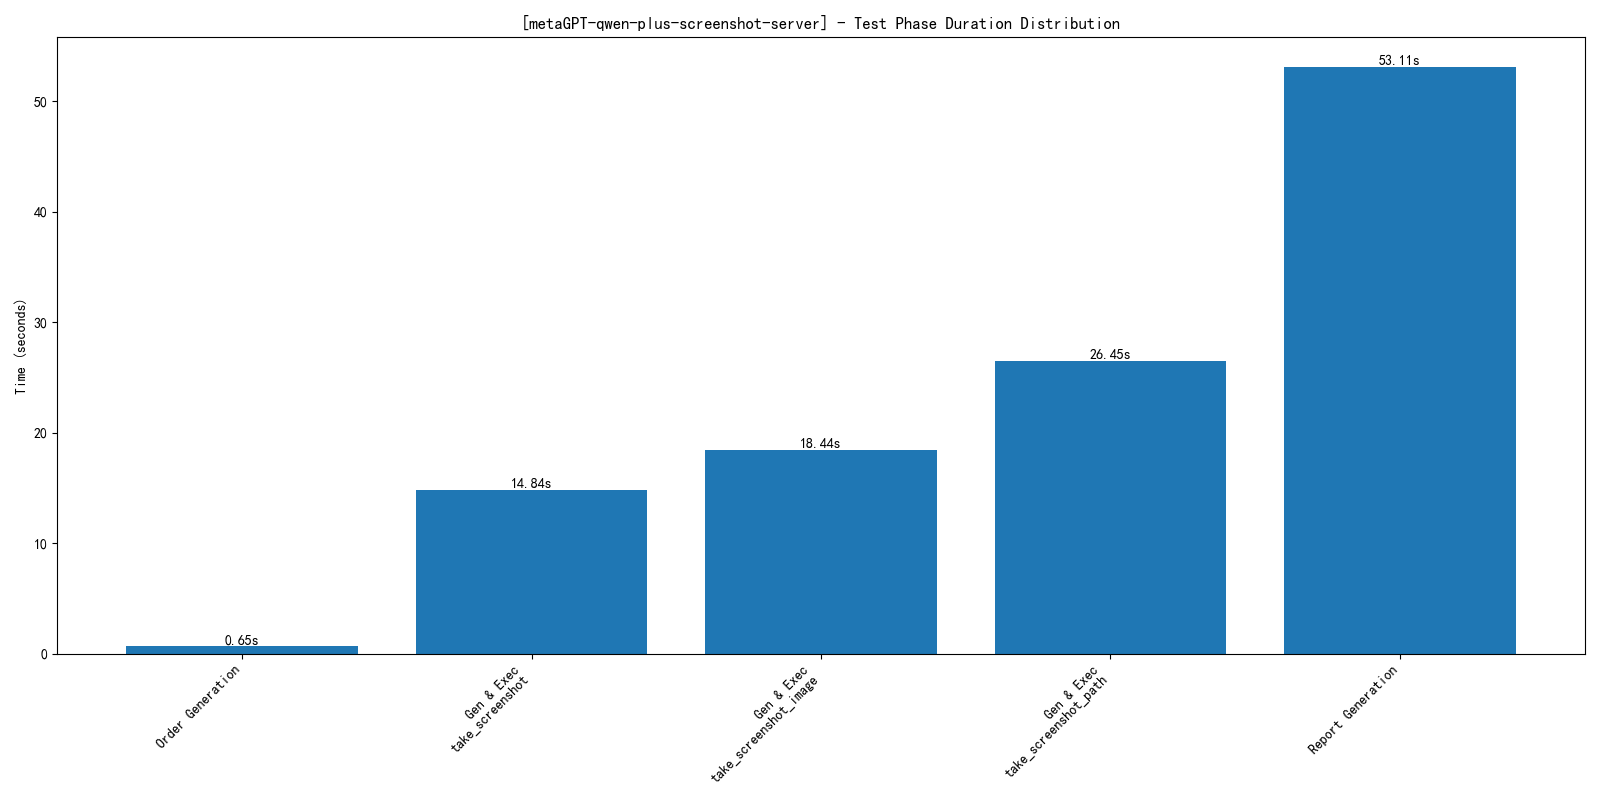 [metaGPT-qwen-plus-screenshot-server] - Test Phase Duration Distribution
Time (seconds)
50
40
30
20
10
0
0.65s
14.84s
18.44s
26.45s
53.11s
Order Generation
Gen & Exec
take_screenshot
Gen & Exec
take_screenshot_image
Gen & Exec
take_screenshot_path
Report Generation